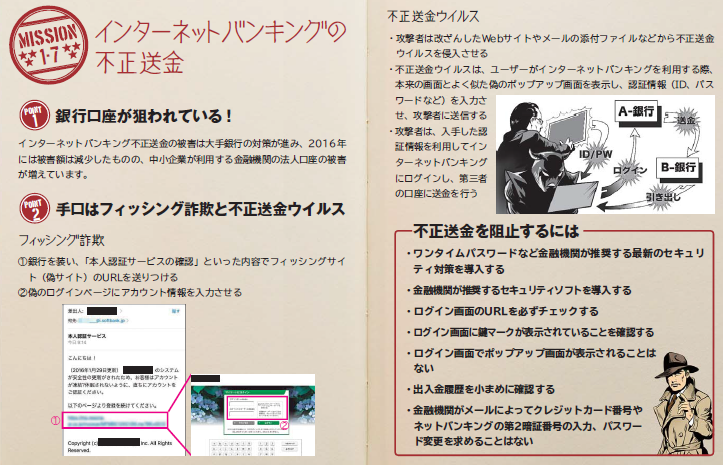 MISSION
1・7
インターネットバンキングの
不正送金
POINT
1
銀行口座が狙われている！
インターネットバンキング不正送金の被害は大手銀行の対策が進み、2016年
には被害額は減少したものの、中小企業が利用する金融機関の法人口座の被害
が増えています。
POINT
2
手口はフィッシング詐欺と不正送金ウイルス
フィッシング詐欺
①銀行を装い、「本人認証サービスの確認」といった内容でフィッシングサイ
ト（偽サイト）のURLを送りつける
②偽のログインページにアカウント情報を入力させる
差出人:
宛先:
本人認証サービス
こんにちは！
（2016年1月29日更新） のシステム
が安全性の更新がされたため、お客様はアカウント
が凍結?休眠されないように、直ちにアカウントを
ご認証ください。
以下のページより登録を続けてください。
①
Copyright (c) Inc. All Rights
Reserved.
②
不正送金ウイルス
・攻撃者は改ざんしたWebサイトやメールの添付ファイルなどから不正送金
ウイルスを侵入させる
・不正送金ウイルスは、ユーザーがインターネットバンキングを利用する際、
本来の画面とよく似た偽のポップアップ画面を表示し、認証情報（ID、パス
ワードなど）を入力さ
せ、攻撃者に送信する
・攻撃者は、入手した認
証情報を利用してイン
ターネットバンキング
にログインし、第三者
の口座に送金を行う
A-銀行
送金
ID/PW
ログイン
B-銀行
引き出し
不正送金を阻止するには
・ワンタイムパスワードなど金融機関が推奨する最新のセキュリ
ティ対策を導入する
・金融機関が推奨するセキュリティソフトを導入する
・ログイン画面のURLを必ずチェックする
・ログイン画面に鍵マークが表示されていることを確認する
・ログイン画面でポップアップ画面が表示されることは
ない
・出入金履歴を小まめに確認する
・金融機関がメールによってクレジットカード番号や
ネットバンキングの第2暗証番号の入力、パスワー
ド変更を求めることはない